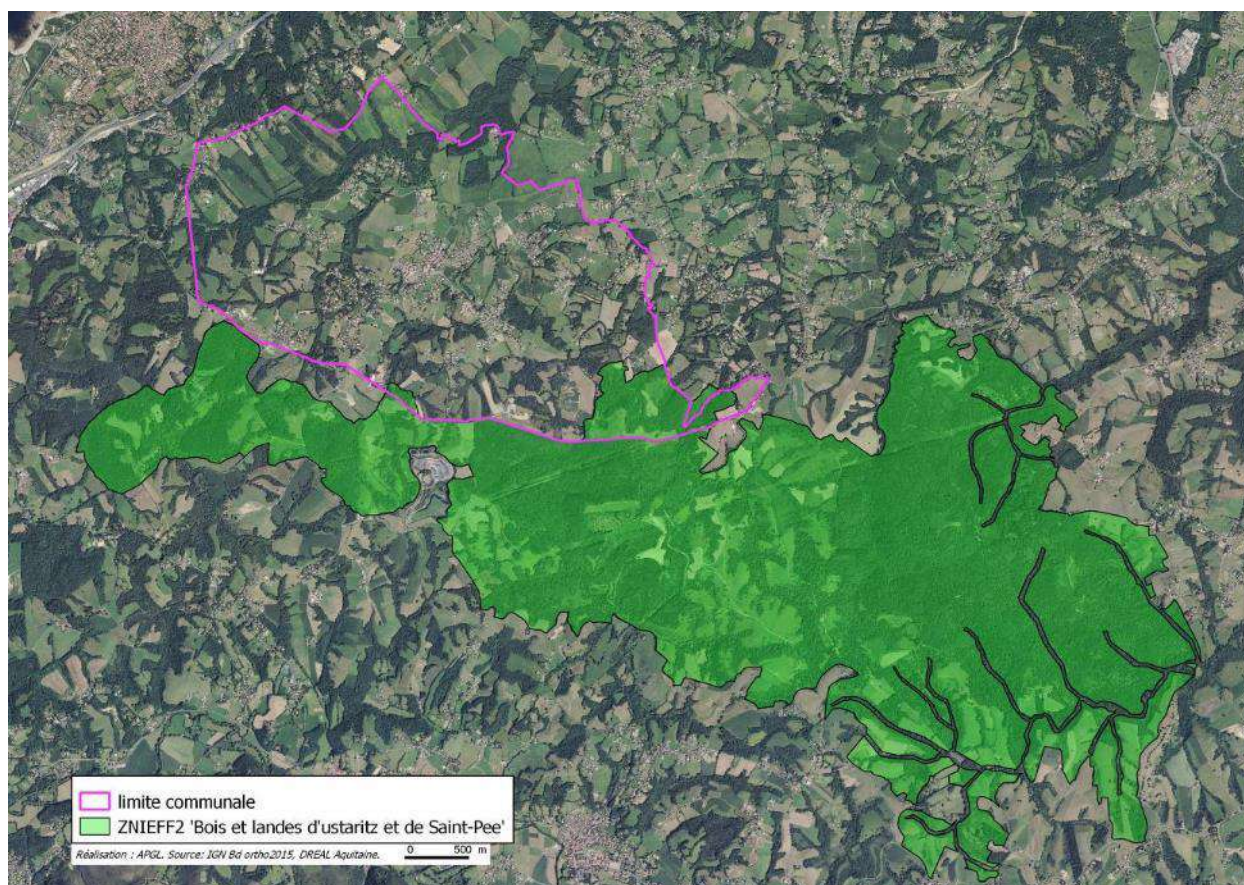 limite communale
ZNIEFF2 'Bois et landes d'ustaritz et de Saint-Pee'
Réalisation : APGL. Source: IGN Bd ortho2015, DREAL Aquitaine. 0 500 m